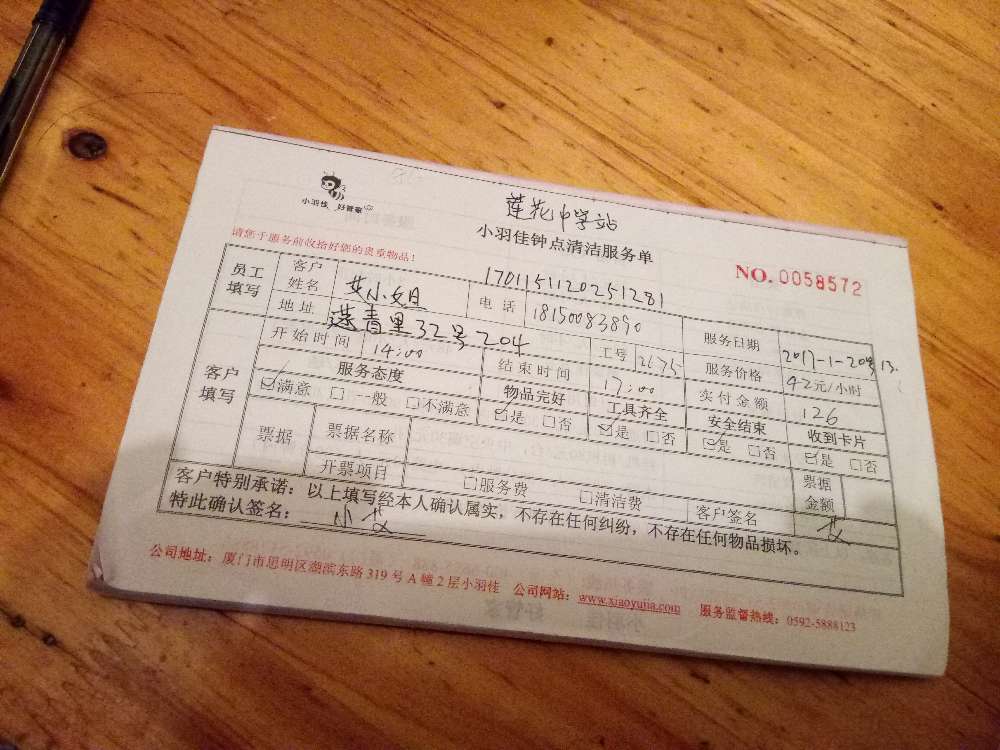 小羽佳 好管家
莲花中学站
小羽佳钟点清洁服务单
请您于服务前收拾好您的贵重物品！
NO. 0058572
1701151120251281
员工填写 客户姓名 小姐 电话 18150083890 服务日期 2017-1-20
地址 莲青里32号204 工号 2675 服务价格 42元/小时
客户填写 开始时间 14:00 结束时间 17:00 实付金额 126
服务态度 物品完好 工具齐全 安全结束 收到卡片
☑满意 □一般 □不满意 ☑是 □否 ☑是 □否 ☑是 □否 ☑是 □否
票据 票据名称 票据金额
开票项目 □服务费 □清洁费 客户签名
客户特别承诺：以上填写经本人确认属实，不存在任何纠纷，不存在任何物品损坏。
特此确认签名：
公司地址：厦门市思明区湖滨东路319号A幢2层小羽佳 公司网站：www.xiaoyujia.com 服务监督热线：0592-5888123